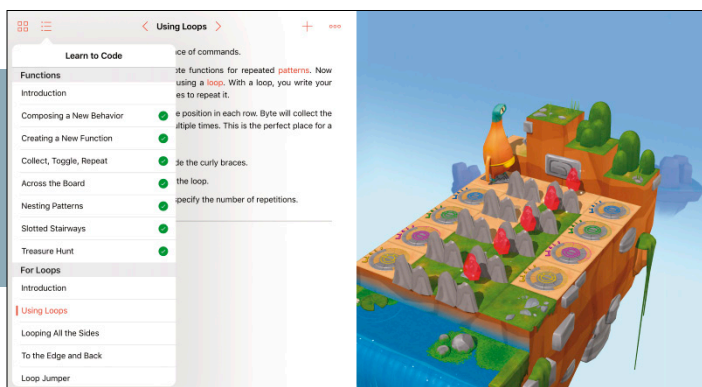 Using Loops
Learn to Code
Functions
Introduction
Composing a New Behavior
Creating a New Function
Collect, Toggle, Repeat
Across the Board
Nesting Patterns
Slotted Stairways
Treasure Hunt
For Loops
Introduction
Using Loops
Looping All the Sides
To the Edge and Back
Loop Jumper
ce of commands.
functions for repeated patterns. Now
using a loop. With a loop, you write your
es to repeat it.
position in each row. Byte will collect the
ultiple times. This is the perfect place for a
de the curly braces.
the loop.
specify the number of repetitions.